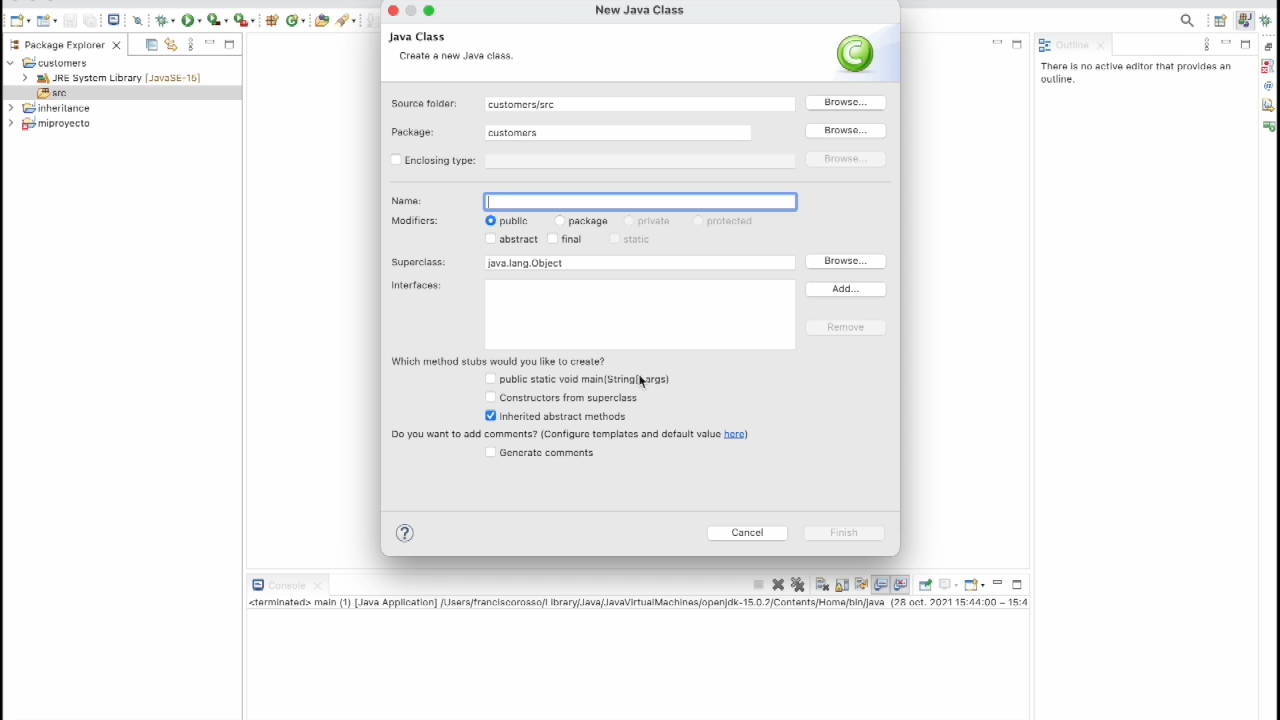 New Java Class
Java Class
Create a new Java class.
Source folder:
customers/src
Browse...
Package:
customers
Browse...
Enclosing type:
Browse...
Name:
Modifiers:
public
package
private
protected
abstract
final
static
Superclass:
java.lang.Object
Browse...
Interfaces:
Add...
Remove
Which method stubs would you like to create?
public static void main(String[] args)
Constructors from superclass
Inherited abstract methods
Do you want to add comments? (Configure templates and default value here)
Generate comments
?
Cancel
Finish
Package Explorer
customers
JRE System Library [JavaSE-15]
src
inheritance
miproyecto
Outline
There is no active editor that provides an
outline.
Console
<terminated> main (1) [Java Application] /Users/franciscorosso/Library/Java/JavaVirtualMachines/openjdk-15.0.2/Contents/Home/bin/java (28 oct. 2021 15:44:00 – 15:4